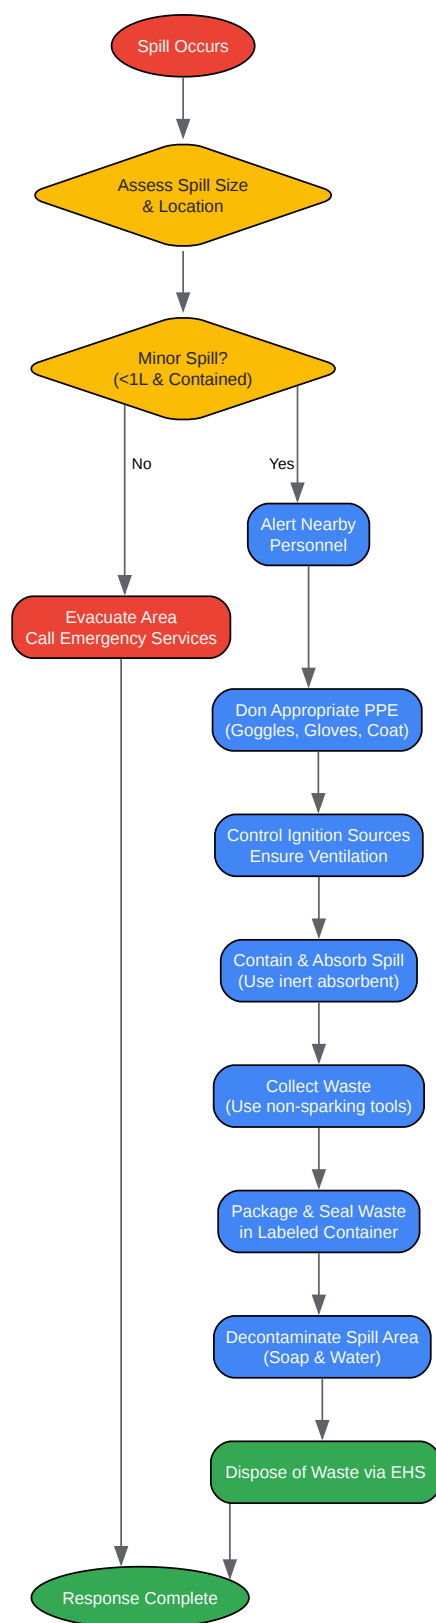 Spill Occurs
Assess Spill Size
& Location
Minor Spill?
(<1L & Contained)
No
Yes
Alert Nearby
Personnel
Evacuate Area
Call Emergency Services
Don Appropriate PPE
(Goggles, Gloves, Coat)
Control Ignition Sources
Ensure Ventilation
Contain & Absorb Spill
(Use inert absorbent)
Collect Waste
(Use non-sparking tools)
Package & Seal Waste
in Labeled Container
Decontaminate Spill Area
(Soap & Water)
Dispose of Waste via EHS
Response Complete